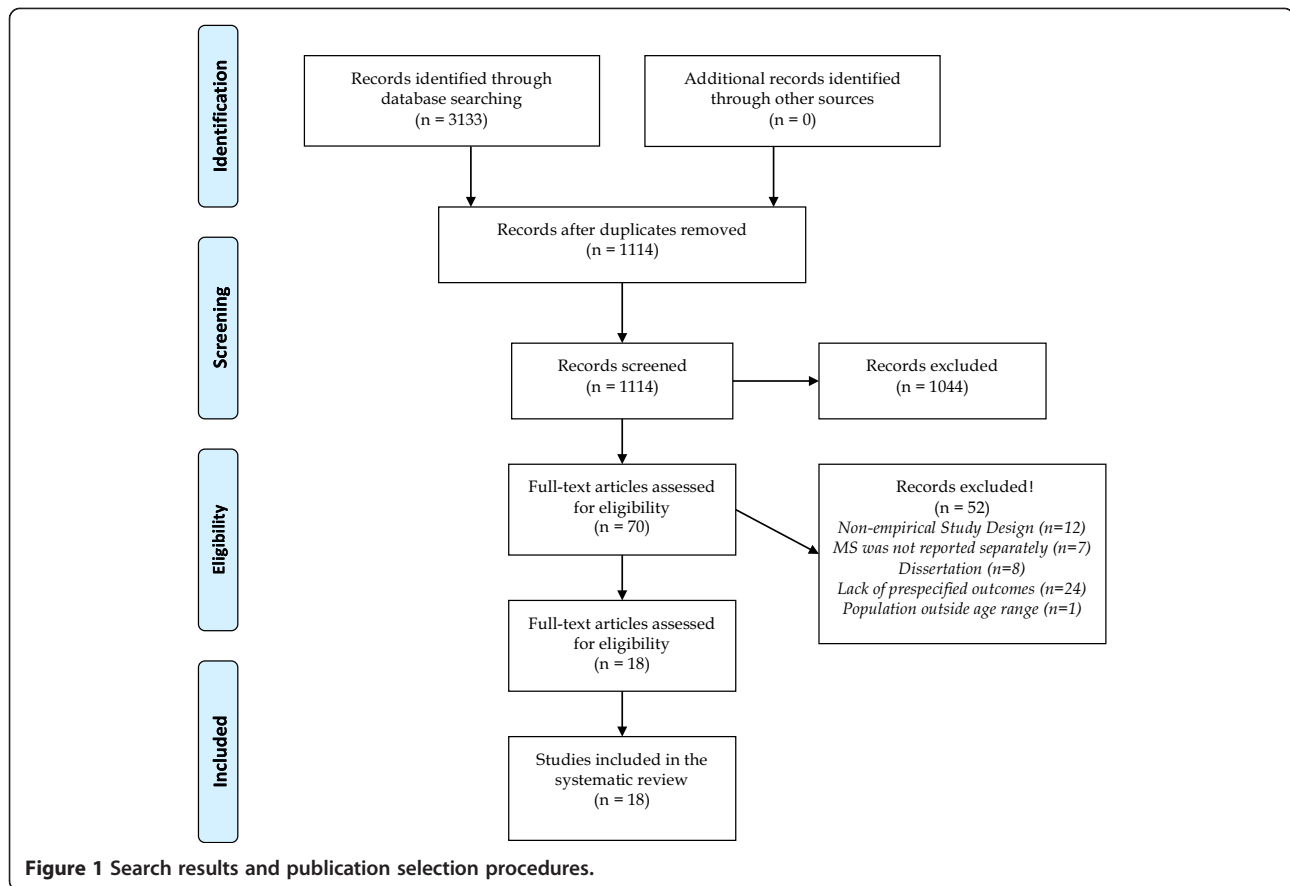 Identification
Records identified through
database searching
(n = 3133)
Additional records identified
through other sources
(n = 0)
Records after duplicates removed
(n = 1114)
Screening
Records screened
(n = 1114)
Records excluded
(n = 1044)
Eligibility
Full-text articles assessed
for eligibility
(n = 70)
Records excluded!
(n = 52)
Non-empirical Study Design (n=12)
MS was not reported separately (n=7)
Dissertation (n=8)
Lack of prespecified outcomes (n=24)
Population outside age range (n=1)
Full-text articles assessed
for eligibility
(n = 18)
Included
Studies included in the
systematic review
(n = 18)
Figure 1 Search results and publication selection procedures.